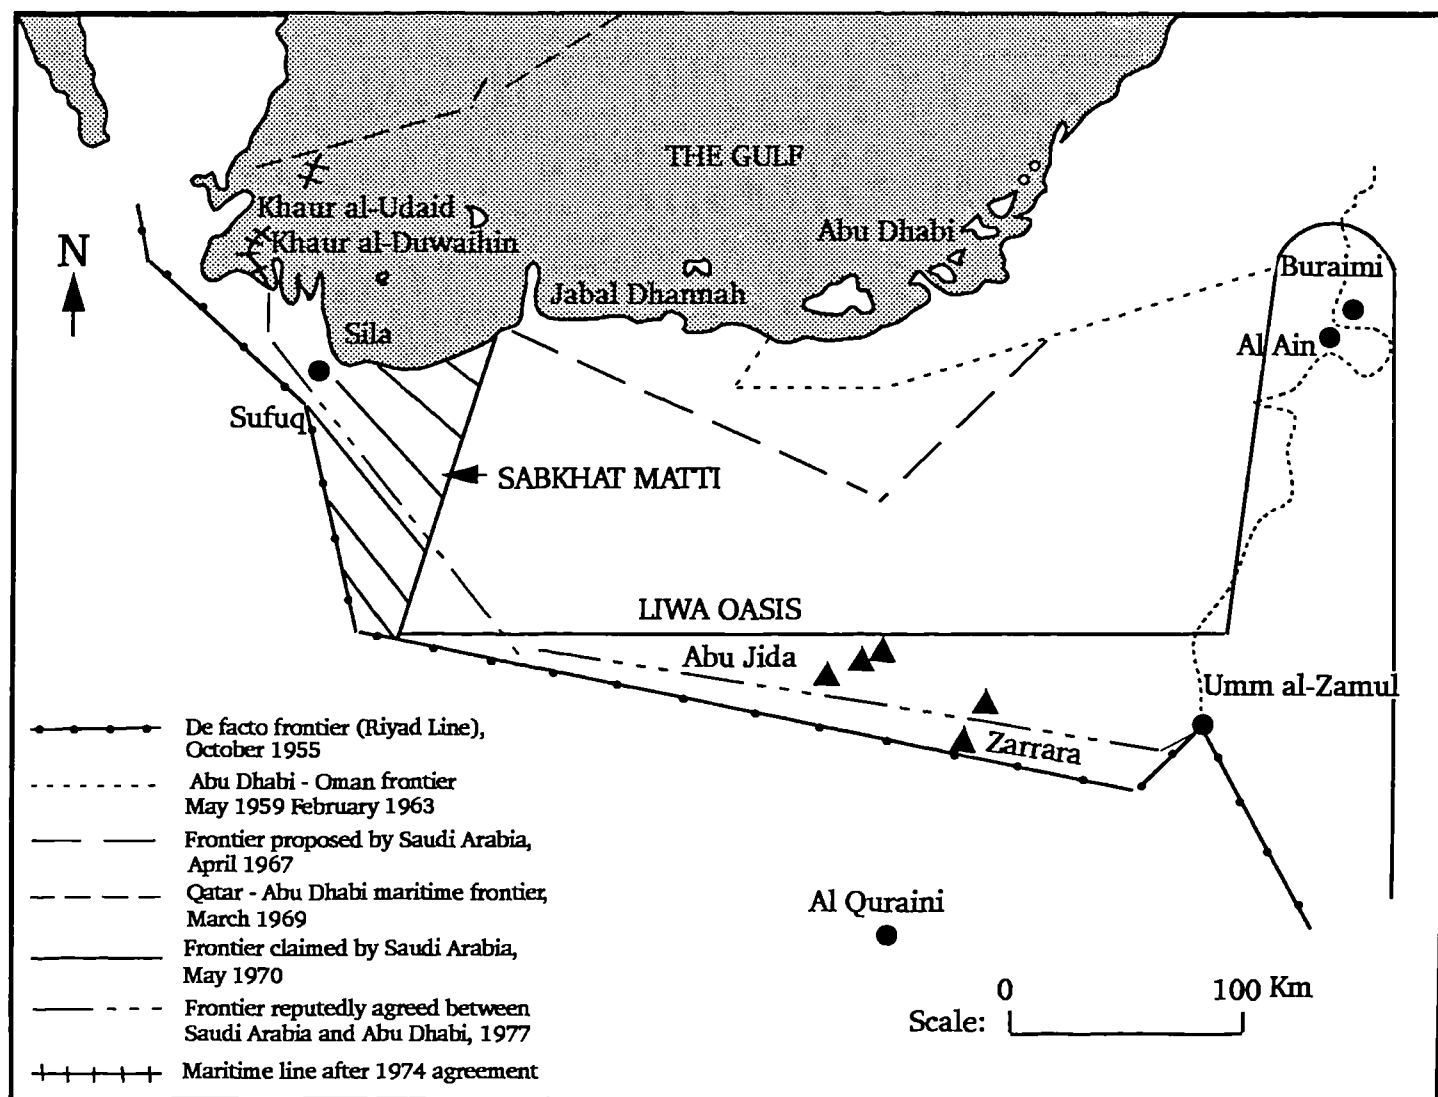 THE GULF
Khaur al-Udaid
Khaur al-Duwaihin
Abu Dhabi
N
Buraimi
Jabal Dhannah
Sila
Al Ain
Sufuq
SABKHAT MATTI
LIWA OASIS
Abu Jida
Umm al-Zamul
Zarrara
De facto frontier (Riyad Line),
October 1955
Abu Dhabi - Oman frontier
May 1959 February 1963
Frontier proposed by Saudi Arabia,
April 1967
Qatar - Abu Dhabi maritime frontier,
March 1969
Frontier claimed by Saudi Arabia,
May 1970
Frontier reputedly agreed between
Saudi Arabia and Abu Dhabi, 1977
Maritime line after 1974 agreement
Al Quraini
0 100 Km
Scale: